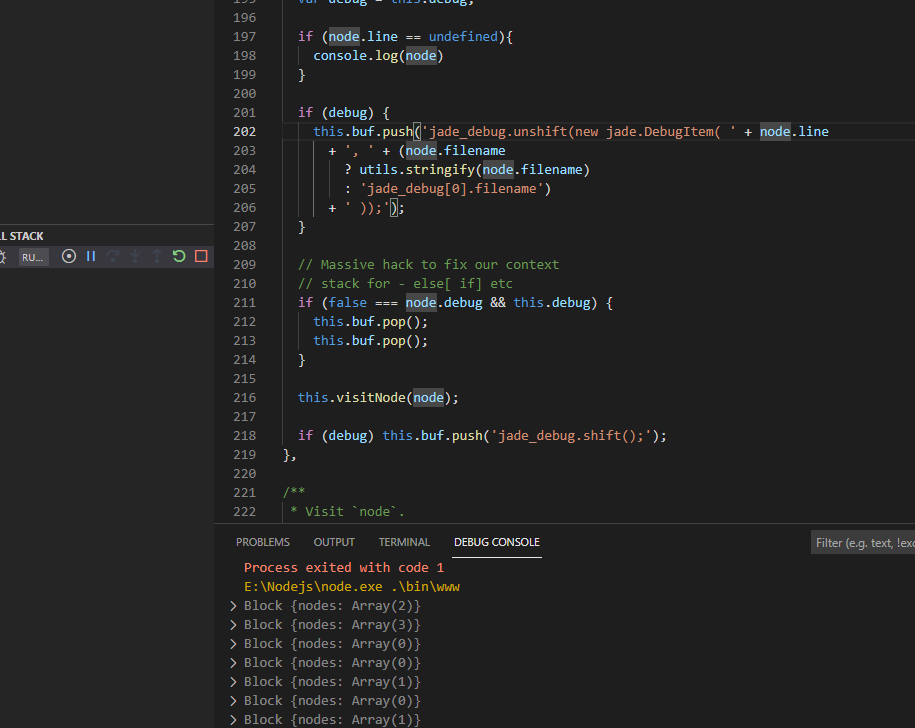 195 var debug = this.debug;
196
197 if (node.line == undefined){
198 console.log(node)
199 }
200
201 if (debug) {
202 this.buf.push('jade_debug.unshift(new jade.DebugItem( ' + node.line
203 + ', ' + (node.filename
204 ? utils.stringify(node.filename)
205 : 'jade_debug[0].filename')
206 + ' ));');
207 }
208
209 // Massive hack to fix our context
210 // stack for - else[ if] etc
211 if (false === node.debug && this.debug) {
212 this.buf.pop();
213 this.buf.pop();
214 }
215
216 this.visitNode(node);
217
218 if (debug) this.buf.push('jade_debug.shift();');
219 },
220
221 /**
222 * Visit `node`.
L STACK
RU...
PROBLEMS OUTPUT TERMINAL DEBUG CONSOLE Filter (e.g. text, !exc
Process exited with code 1
E:\Nodejs\node.exe .\bin\www
> Block {nodes: Array(2)}
> Block {nodes: Array(3)}
> Block {nodes: Array(0)}
> Block {nodes: Array(0)}
> Block {nodes: Array(1)}
> Block {nodes: Array(0)}
> Block {nodes: Array(1)}